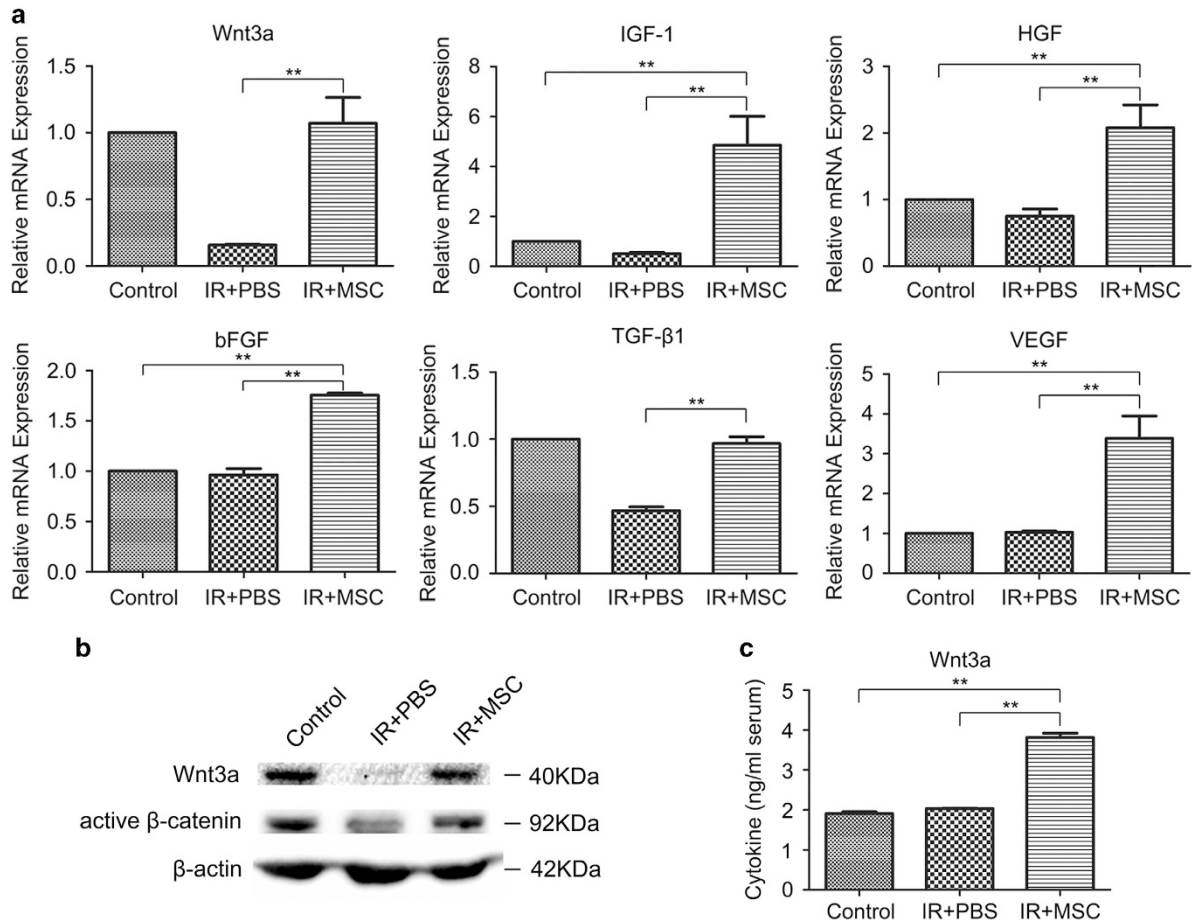 a
Wnt3a
Relative mRNA Expression
1.5
1.0
0.5
0.0
**
Control IR+PBS IR+MSC
IGF-1
Relative mRNA Expression
8
6
4
2
0
**
**
Control IR+PBS IR+MSC
HGF
Relative mRNA Expression
3
2
1
0
**
**
Control IR+PBS IR+MSC
bFGF
Relative mRNA Expression
2.0
1.5
1.0
0.5
0.0
**
**
Control IR+PBS IR+MSC
TGF-β1
Relative mRNA Expression
1.5
1.0
0.5
0.0
**
Control IR+PBS IR+MSC
VEGF
Relative mRNA Expression
5
4
3
2
1
0
**
**
Control IR+PBS IR+MSC
b
Control IR+PBS IR+MSC
Wnt3a – 40KDa
active β-catenin – 92KDa
β-actin – 42KDa
c
Wnt3a
Cytokine (ng/ml serum)
5
4
3
2
1
0
**
**
Control IR+PBS IR+MSC